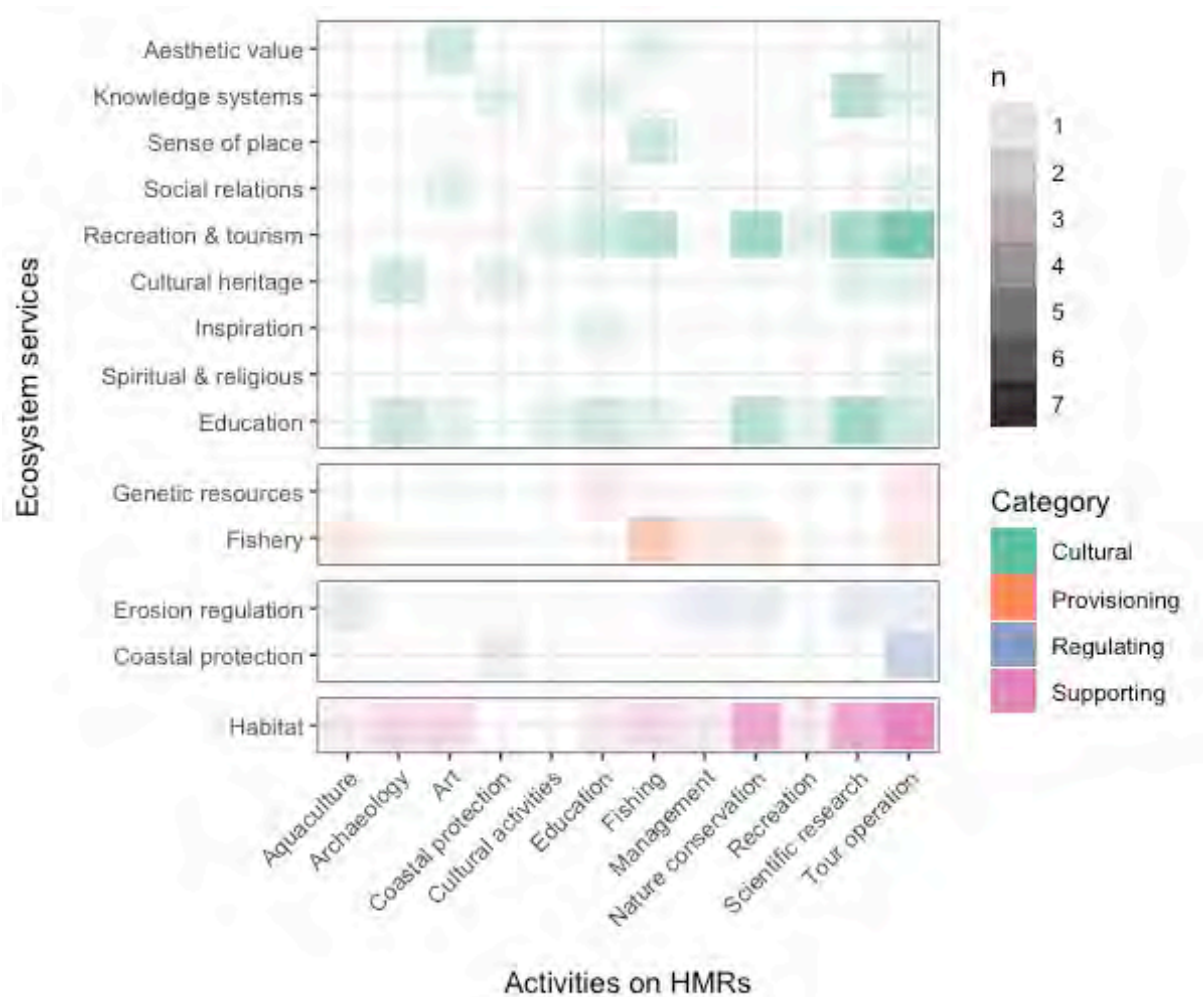 Ecosystem services
Aesthetic value
Knowledge systems
Sense of place
Social relations
Recreation & tourism
Cultural heritage
Inspiration
Spiritual & religious
Education
Genetic resources
Fishery
Erosion regulation
Coastal protection
Habitat
Aquaculture
Archaeology
Art
Coastal protection
Cultural activities
Education
Fishing
Management
Nature conservation
Recreation
Scientific research
Tour operation
Activities on HMRs
n
1
2
3
4
5
6
7
Category
Cultural
Provisioning
Regulating
Supporting